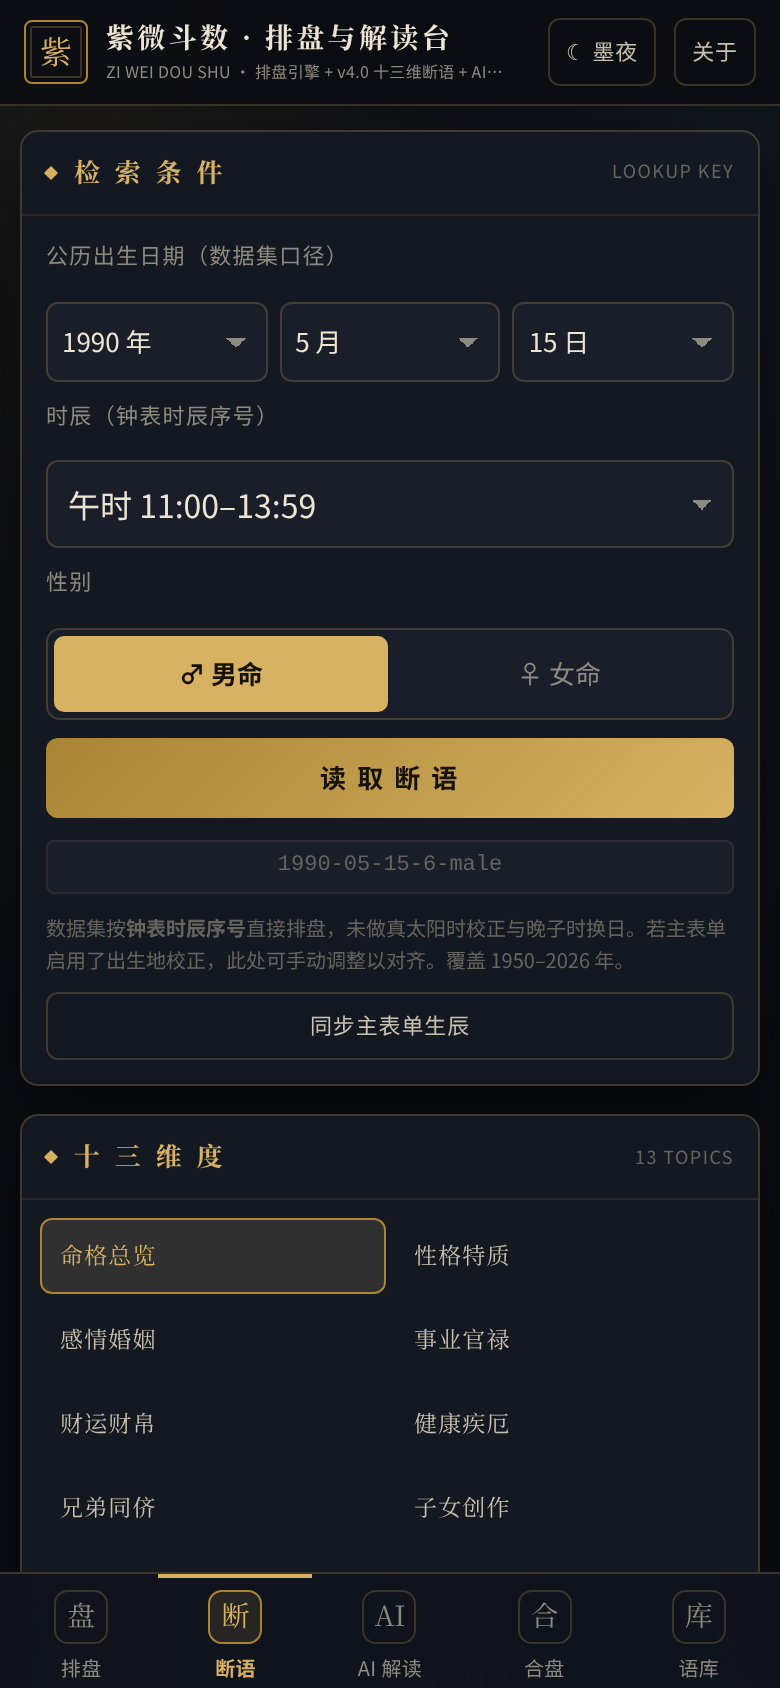 紫
紫微斗数 · 排盘与解读台
ZI WEI DOU SHU · 排盘引擎 + v4.0 十三维断语 + AI…
☾ 墨夜
关于
◆ 检索条件
LOOKUP KEY
公历出生日期（数据集口径）
1990 年
5 月
15 日
时辰（钟表时辰序号）
午时 11:00–13:59
性别
♂ 男命
♀ 女命
读取断语
1990-05-15-6-male
数据集按钟表时辰序号直接排盘，未做真太阳时校正与晚子时换日。若主表单
启用了出生地校正，此处可手动调整以对齐。覆盖 1950–2026 年。
同步主表单生辰
◆ 十三维度
13 TOPICS
命格总览
性格特质
感情婚姻
事业官禄
财运财帛
健康疾厄
兄弟同侪
子女创作
盘
断
AI
合
库
排盘
断语
AI 解读
合盘
语库